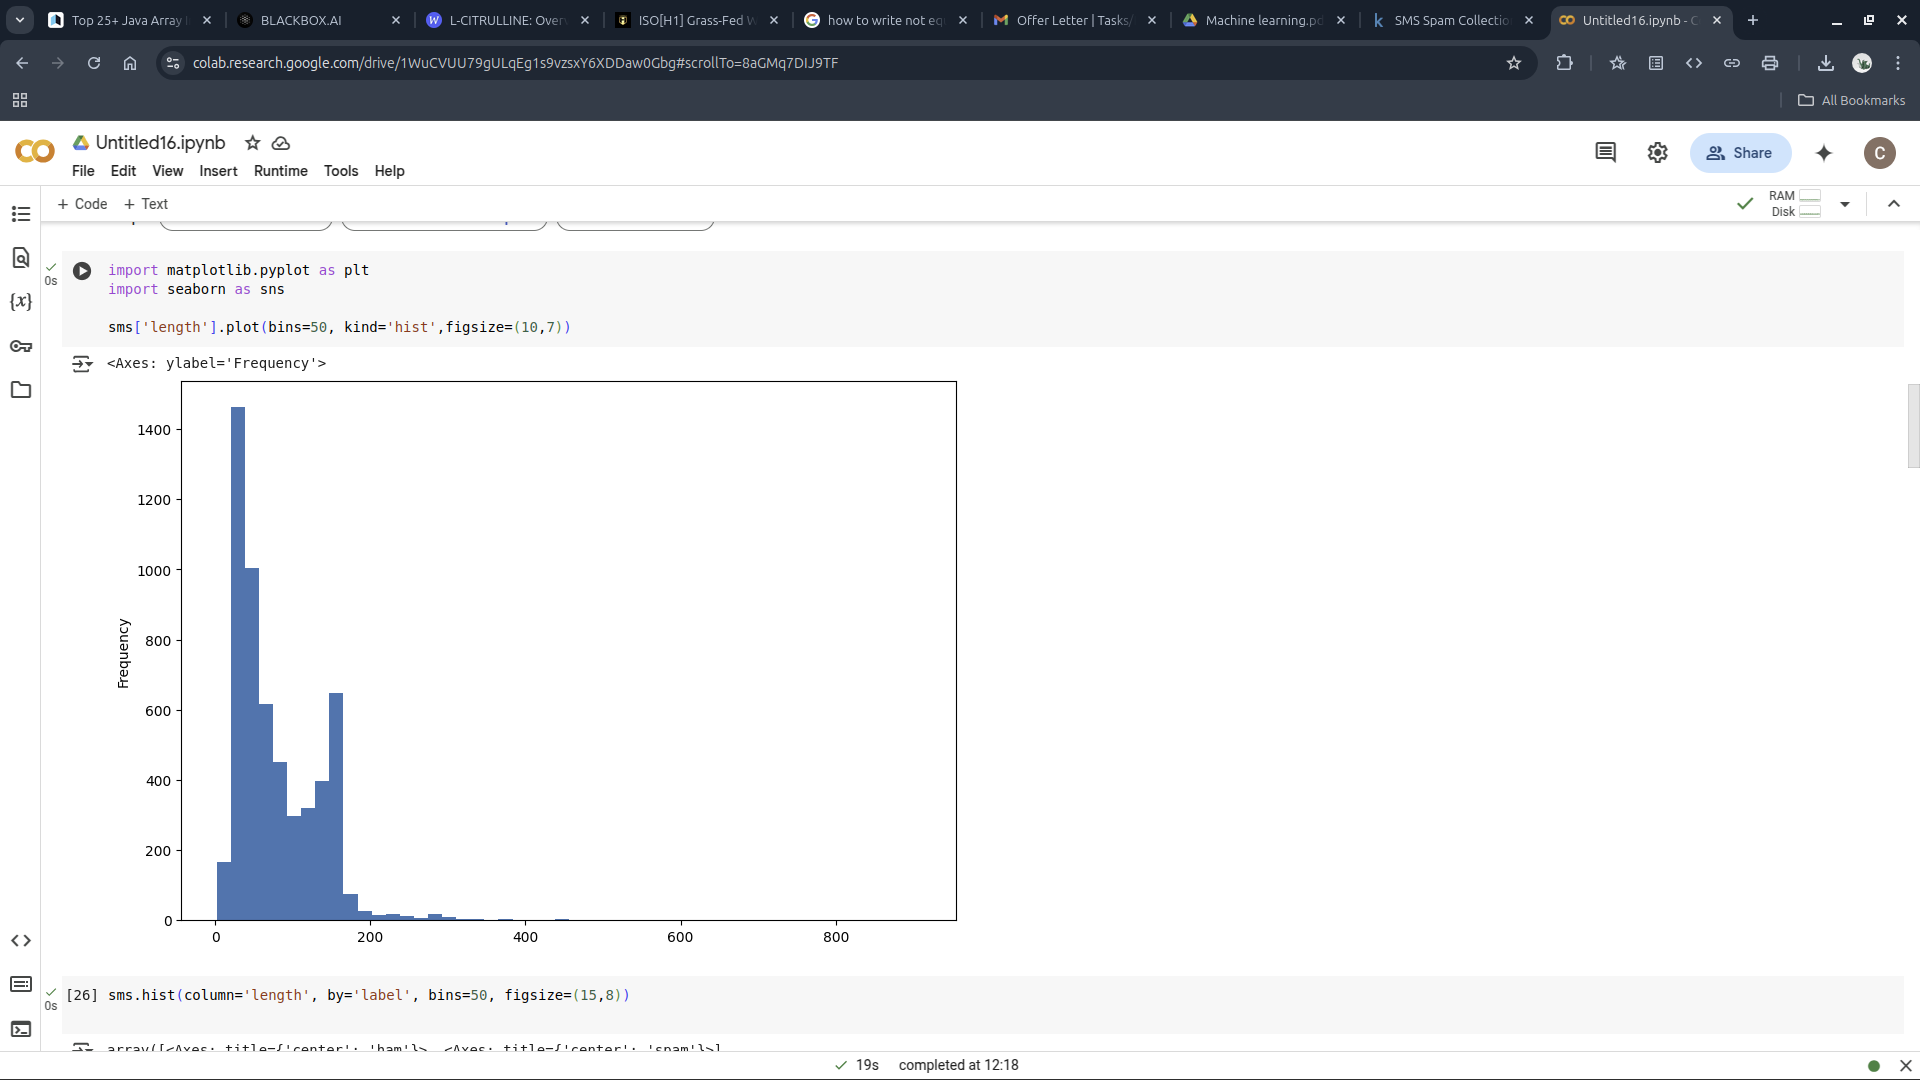 Top 25+ Java Array
BLACKBOX.AI
L-CITRULLINE: Over
ISO[H1] Grass-Fed W
how to write not eq
Offer Letter | Tasks/
Machine learning.pd
SMS Spam Collectio
Untitled16.ipynb - C
colab.research.google.com/drive/1WuCVUU79gULqEg1s9vzsxY6XDDaw0Gbg#scrollTo=8aGMq7DIJ9TF
All Bookmarks
Untitled16.ipynb
File Edit View Insert Runtime Tools Help
Share
C
+ Code + Text
RAM
Disk
0s
import matplotlib.pyplot as plt
import seaborn as sns
sms['length'].plot(bins=50, kind='hist',figsize=(10,7))
<Axes: ylabel='Frequency'>
1400
1200
1000
800
600
400
200
0
Frequency
0 200 400 600 800
[26] sms.hist(column='length', by='label', bins=50, figsize=(15,8))
0s
array([<Axes: title={'center': 'ham'}>, <Axes: title={'center': 'spam'}>]
19s completed at 12:18